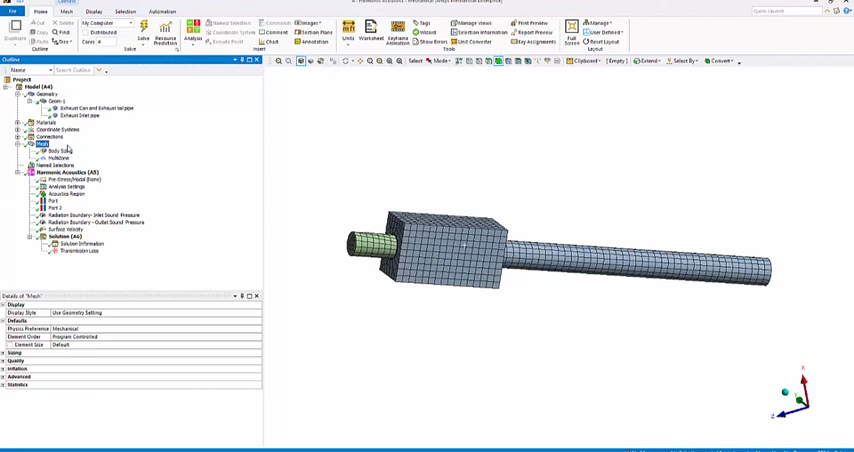 A : Harmonic Acoustics - Mechanical [Ansys Mechanical Enterprise]
Context
File Home Mesh Display Selection Automation
Quick Launch
Duplicate
Cut
Copy
Paste
Delete
Find
Tree
Outline
My Computer
Distributed
Cores 4
Solve
Resource Prediction
Solve
Analysis
Named Selection
Coordinate System
Remote Point
Commands
Comment
Chart
Images
Section Plane
Annotation
Insert
Units
Worksheet
Keyframe Animation
Tags
Wizard
Show Errors
Manage Views
Selection Information
Unit Converter
Print Preview
Report Preview
Key Assignments
Tools
Full Screen
Manage
User Defined
Reset Layout
Layout
Select Mode Clipboard [Empty] Extend Select By Convert
Outline
Name Search Outline
Project
Model (A4)
Geometry
Geom-1
Exhaust Can and Exhaust tail pipe
Exhaust Inlet pipe
Materials
Coordinate Systems
Connections
Mesh
Body Sizing
MultiZone
Named Selections
Harmonic Acoustics (A5)
Pre-Stress/Modal (None)
Analysis Settings
Acoustics Region
Port
Port 2
Radiation Boundary - Inlet Sound Pressure
Radiation Boundary - Outlet Sound Pressure
Surface Velocity
Solution (A6)
Solution Information
Transmission Loss
Details of "Mesh"
Display
Display Style Use Geometry Setting
Defaults
Physics Preference Mechanical
Element Order Program Controlled
Element Size Default
Sizing
Quality
Inflation
Advanced
Statistics
X
Y
Z